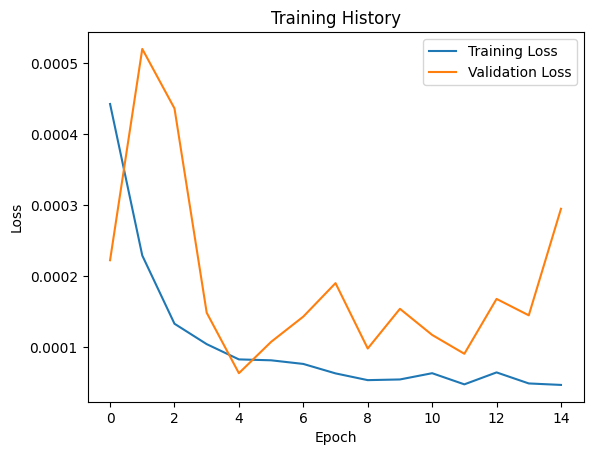 Training History
Training Loss
Validation Loss
0.0005
0.0004
0.0003
0.0002
0.0001
Loss
0 2 4 6 8 10 12 14
Epoch